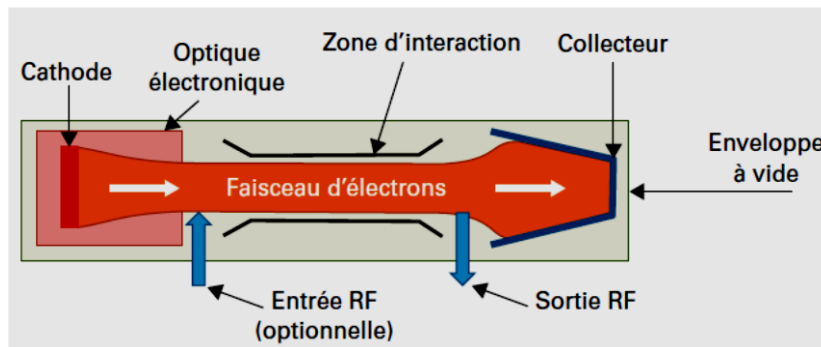 Cathode
Optique
électronique
Zone d'interaction
Collecteur
Enveloppe
à vide
Faisceau d'électrons
Entrée RF
(optionnelle)
Sortie RF